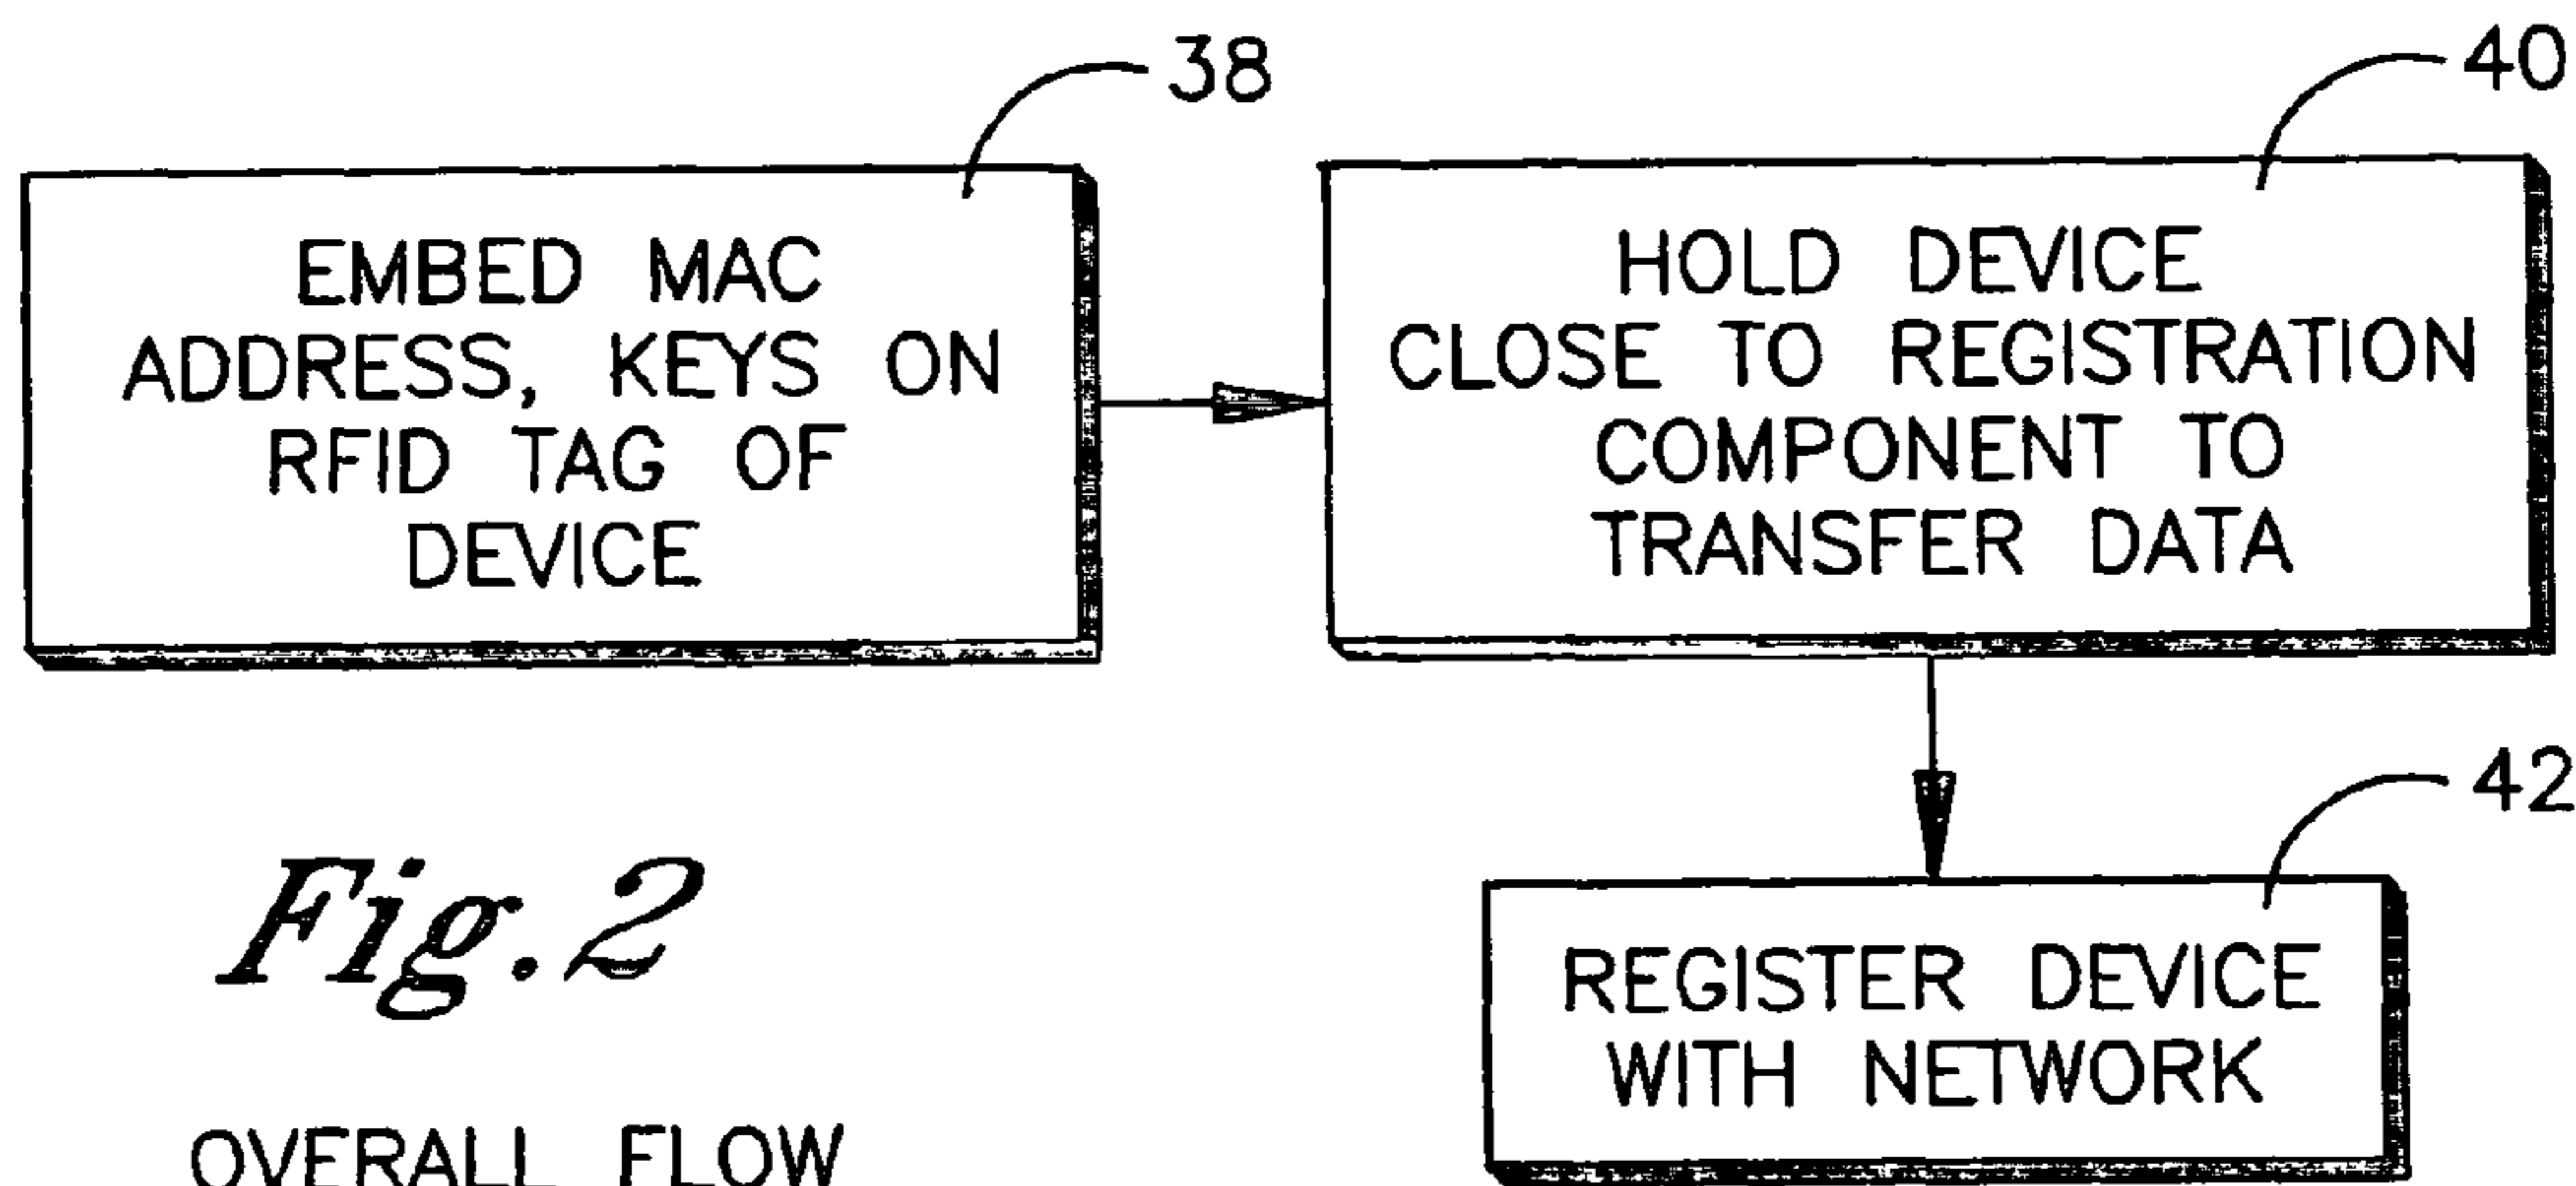 38
EMBED MAC
ADDRESS, KEYS ON
RFID TAG OF
DEVICE
40
HOLD DEVICE
CLOSE TO REGISTRATION
COMPONENT TO
TRANSFER DATA
42
REGISTER DEVICE
WITH NETWORK
Fig.2
OVERALL FLOW